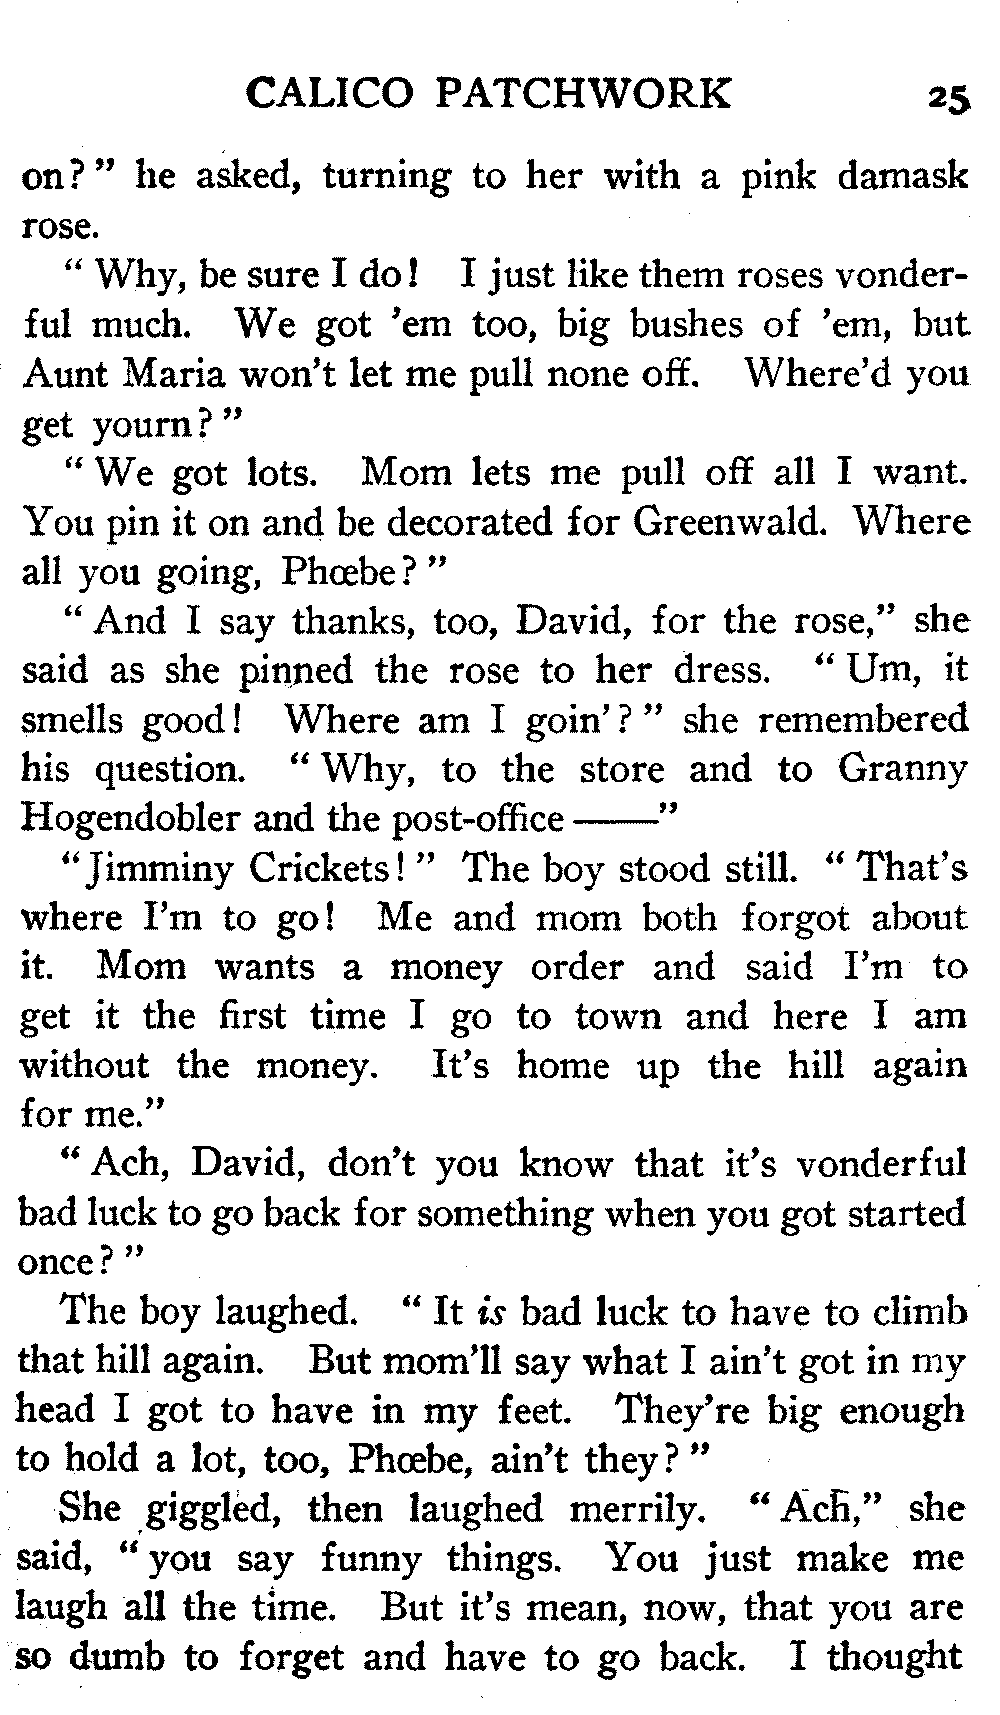 CALICO PATCHWORK 25
on?" he asked, turning to her with a pink damask
rose.
"Why, be sure I do! I just like them roses vonder-
ful much. We got 'em too, big bushes of 'em, but
Aunt Maria won't let me pull none off. Where'd you
get yourn?"
"We got lots. Mom lets me pull off all I want.
You pin it on and be decorated for Greenwald. Where
all you going, Phœbe?"
"And I say thanks, too, David, for the rose," she
said as she pinned the rose to her dress. "Um, it
smells good! Where am I goin'?" she remembered
his question. "Why, to the store and to Granny
Hogendobler and the post-office——"
"Jimminy Crickets!" The boy stood still. "That's
where I'm to go! Me and mom both forgot about
it. Mom wants a money order and said I'm to
get it the first time I go to town and here I am
without the money. It's home up the hill again
for me."
"Ach, David, don't you know that it's vonderful
bad luck to go back for something when you got started
once?"
The boy laughed. "It is bad luck to have to climb
that hill again. But mom'll say what I ain't got in my
head I got to have in my feet. They're big enough
to hold a lot, too, Phœbe, ain't they?"
She giggled, then laughed merrily. "Ach," she
said, "you say funny things. You just make me
laugh all the time. But it's mean, now, that you are
so dumb to forget and have to go back. I thought